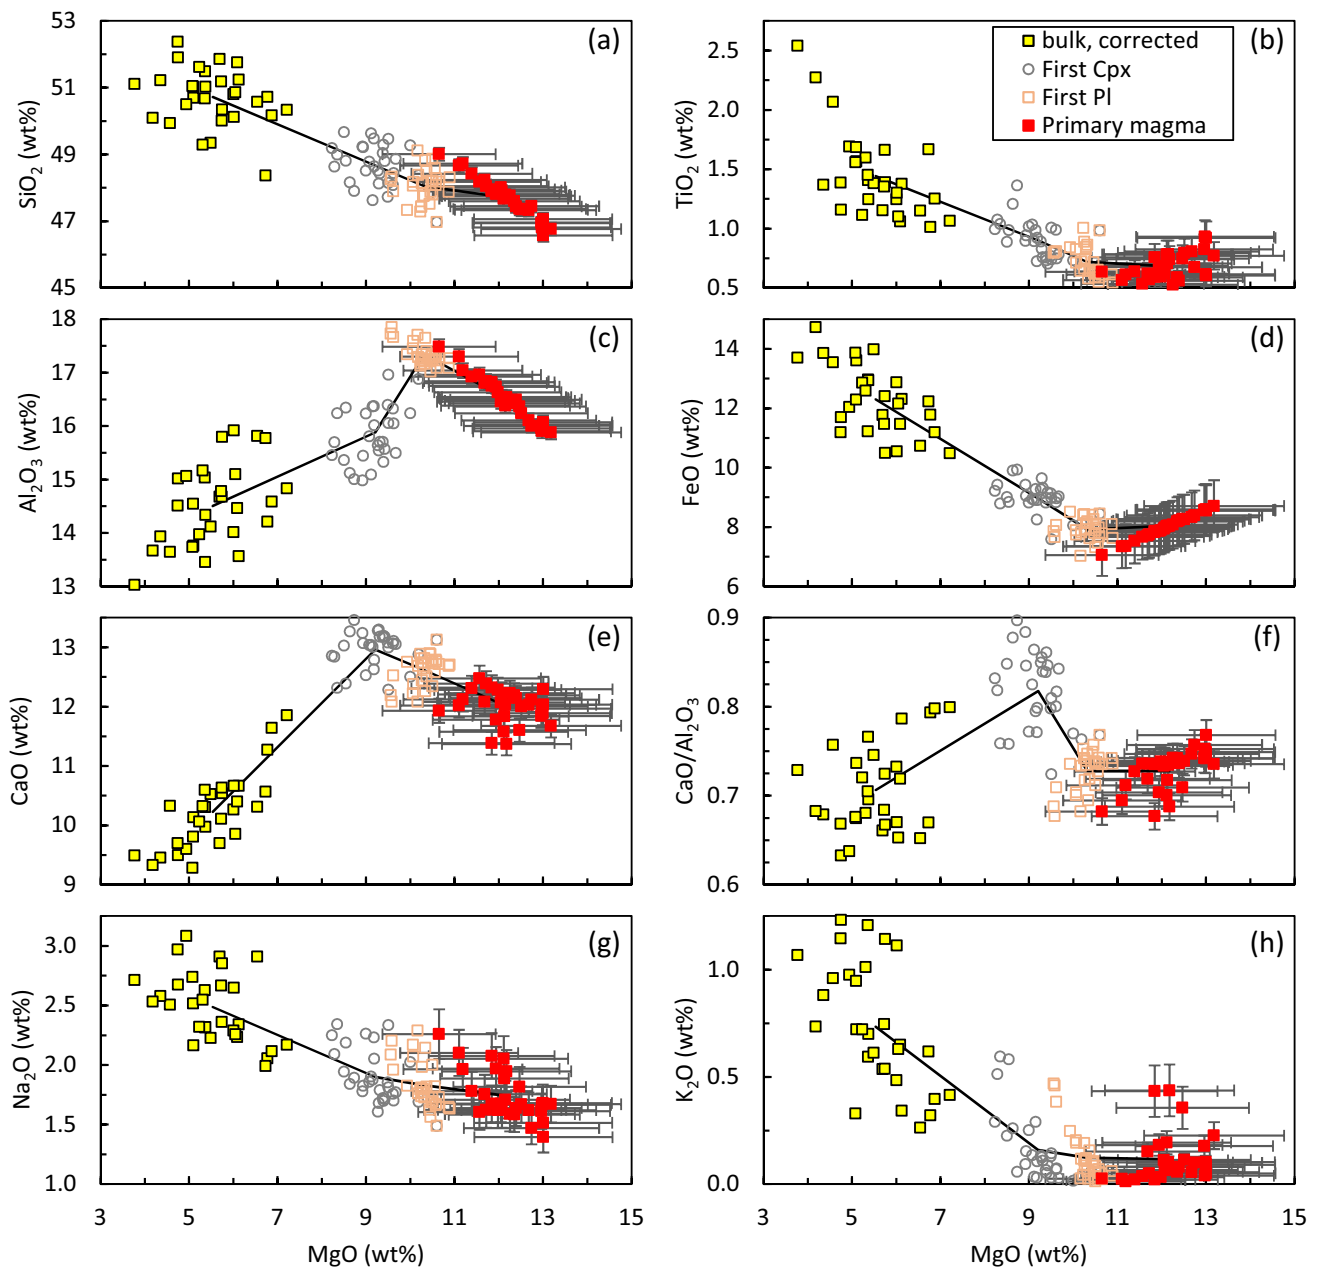 53
51
49
47
45
SiO₂ (wt%)
(a)
2.5
2.0
1.5
1.0
0.5
TiO₂ (wt%)
(b)
bulk, corrected
First Cpx
First Pl
Primary magma
18
17
16
15
14
13
Al₂O₃ (wt%)
(c)
14
12
10
8
6
FeO (wt%)
(d)
13
12
11
10
9
CaO (wt%)
(e)
0.9
0.8
0.7
0.6
CaO/Al₂O₃
(f)
3.0
2.5
2.0
1.5
1.0
Na₂O (wt%)
(g)
1.0
0.5
0.0
K₂O (wt%)
(h)
3 5 7 9 11 13 15
MgO (wt%)
3 5 7 9 11 13 15
MgO (wt%)